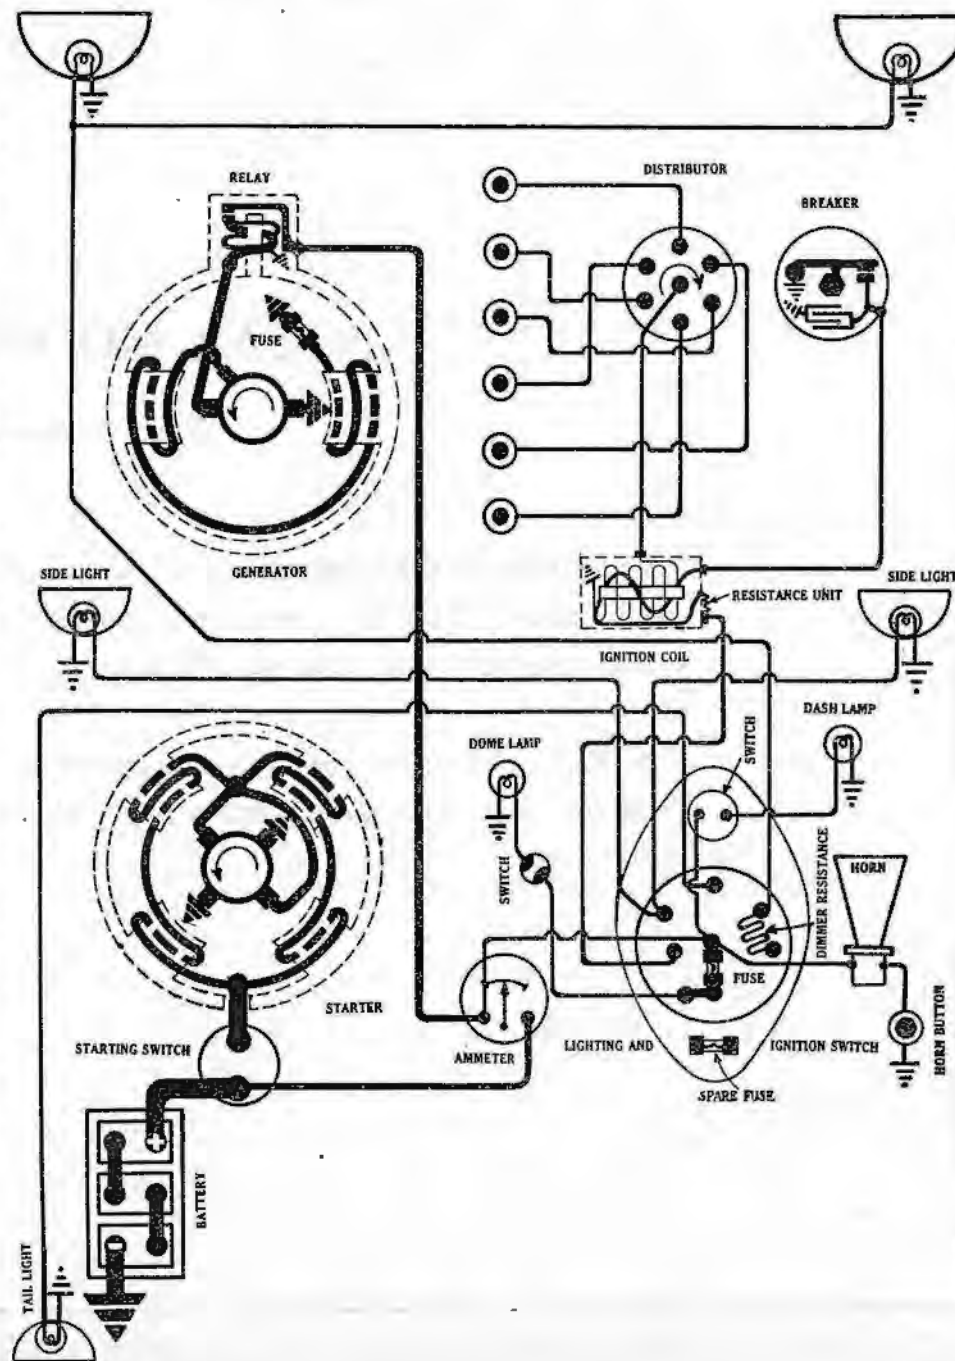 RELAY
DISTRIBUTOR
BREAKER
FUSE
SIDE LIGHT
GENERATOR
SIDE LIGHT
RESISTANCE UNIT
IGNITION COIL
DASH LAMP
SWITCH
DOME LAMP
SWITCH
DIMMER RESISTANCE
HORN
FUSE
STARTER
STARTING SWITCH
AMMETER
LIGHTING AND
IGNITION SWITCH
HORN BUTTON
SPARE FUSE
BATTERY
TAIL LIGHT